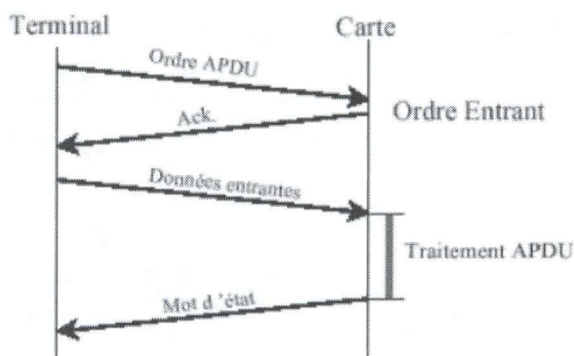 Terminal
Carte
Ordre APDU
Ordre Entrant
Ack.
Données entrantes
Traitement APDU
Mot d ’état